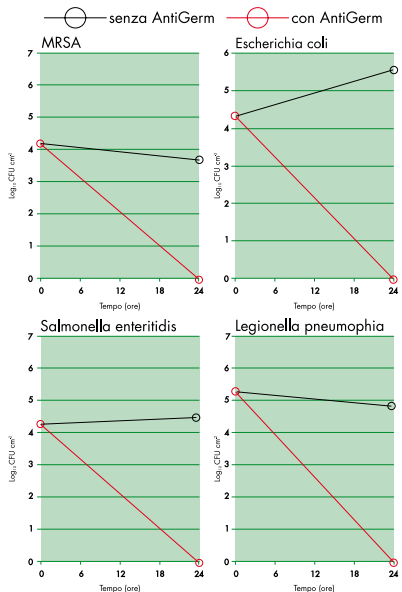 senza AntiGerm con AntiGerm
MRSA
7
6
5
4
3
2
1
0
Log₁₀ CFU cm²
0 6 12 18 24
Tempo (ore)
Escherichia coli
6
5
4
3
2
1
0
Log₁₀ CFU cm²
0 6 12 18 24
Tempo (ore)
Salmonella enteritidis
7
6
5
4
3
2
1
0
Log₁₀ CFU cm²
0 6 12 18 24
Tempo (ore)
Legionella pneumophia
7
6
5
4
3
2
1
0
Log₁₀ CFU cm²
0 6 12 18 24
Tempo (ore)